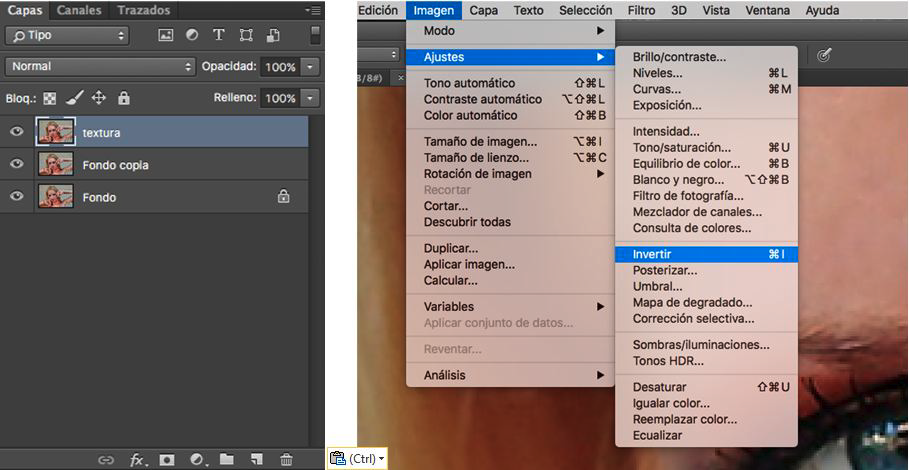 Capas Canales Trazados
Tipo
Normal Opacidad: 100%
Bloq.: Relleno: 100%
textura
Fondo copia
Fondo
fx
Edición Imagen Capa Texto Selección Filtro 3D Vista Ventana Ayuda
8/8#) ×
Modo
Ajustes
Tono automático ⇧⌘L
Contraste automático ⌥⇧⌘L
Color automático ⇧⌘B
Tamaño de imagen... ⌥⌘I
Tamaño de lienzo... ⌥⌘C
Rotación de imagen
Recortar
Cortar...
Descubrir todas
Duplicar...
Aplicar imagen...
Calcular...
Variables
Aplicar conjunto de datos...
Reventar...
Análisis
Brillo/contraste...
Niveles... ⌘L
Curvas... ⌘M
Exposición...
Intensidad...
Tono/saturación... ⌘U
Equilibrio de color... ⌘B
Blanco y negro... ⌥⇧⌘B
Filtro de fotografía...
Mezclador de canales...
Consulta de colores...
Invertir ⌘I
Posterizar...
Umbral...
Mapa de degradado...
Corrección selectiva...
Sombras/iluminaciones...
Tonos HDR...
Desaturar ⇧⌘U
Igualar color...
Reemplazar color...
Ecualizar
(Ctrl)